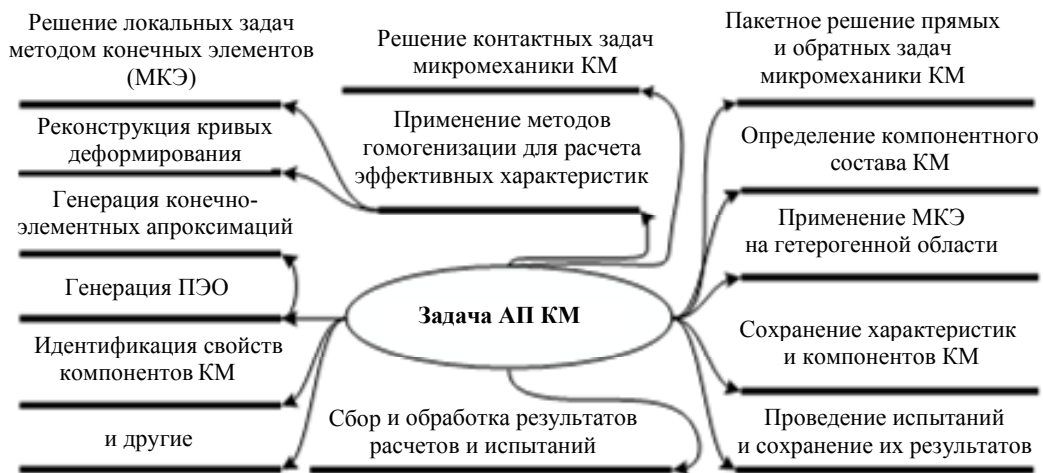 Решение локальных задач
методом конечных элементов
(МКЭ)
Реконструкция кривых
деформирования
Генерация конечно-
элементных апроксимаций
Генерация ПЭО
Идентификация свойств
компонентов КМ
и другие
Решение контактных задач
микромеханики КМ
Применение методов
гомогенизации для расчета
эффективных характеристик
Задача АП КМ
Сбор и обработка результатов
расчетов и испытаний
Пакетное решение прямых
и обратных задач
микромеханики КМ
Определение компонентного
состава КМ
Применение МКЭ
на гетерогенной области
Сохранение характеристик
и компонентов КМ
Проведение испытаний
и сохранение их результатов